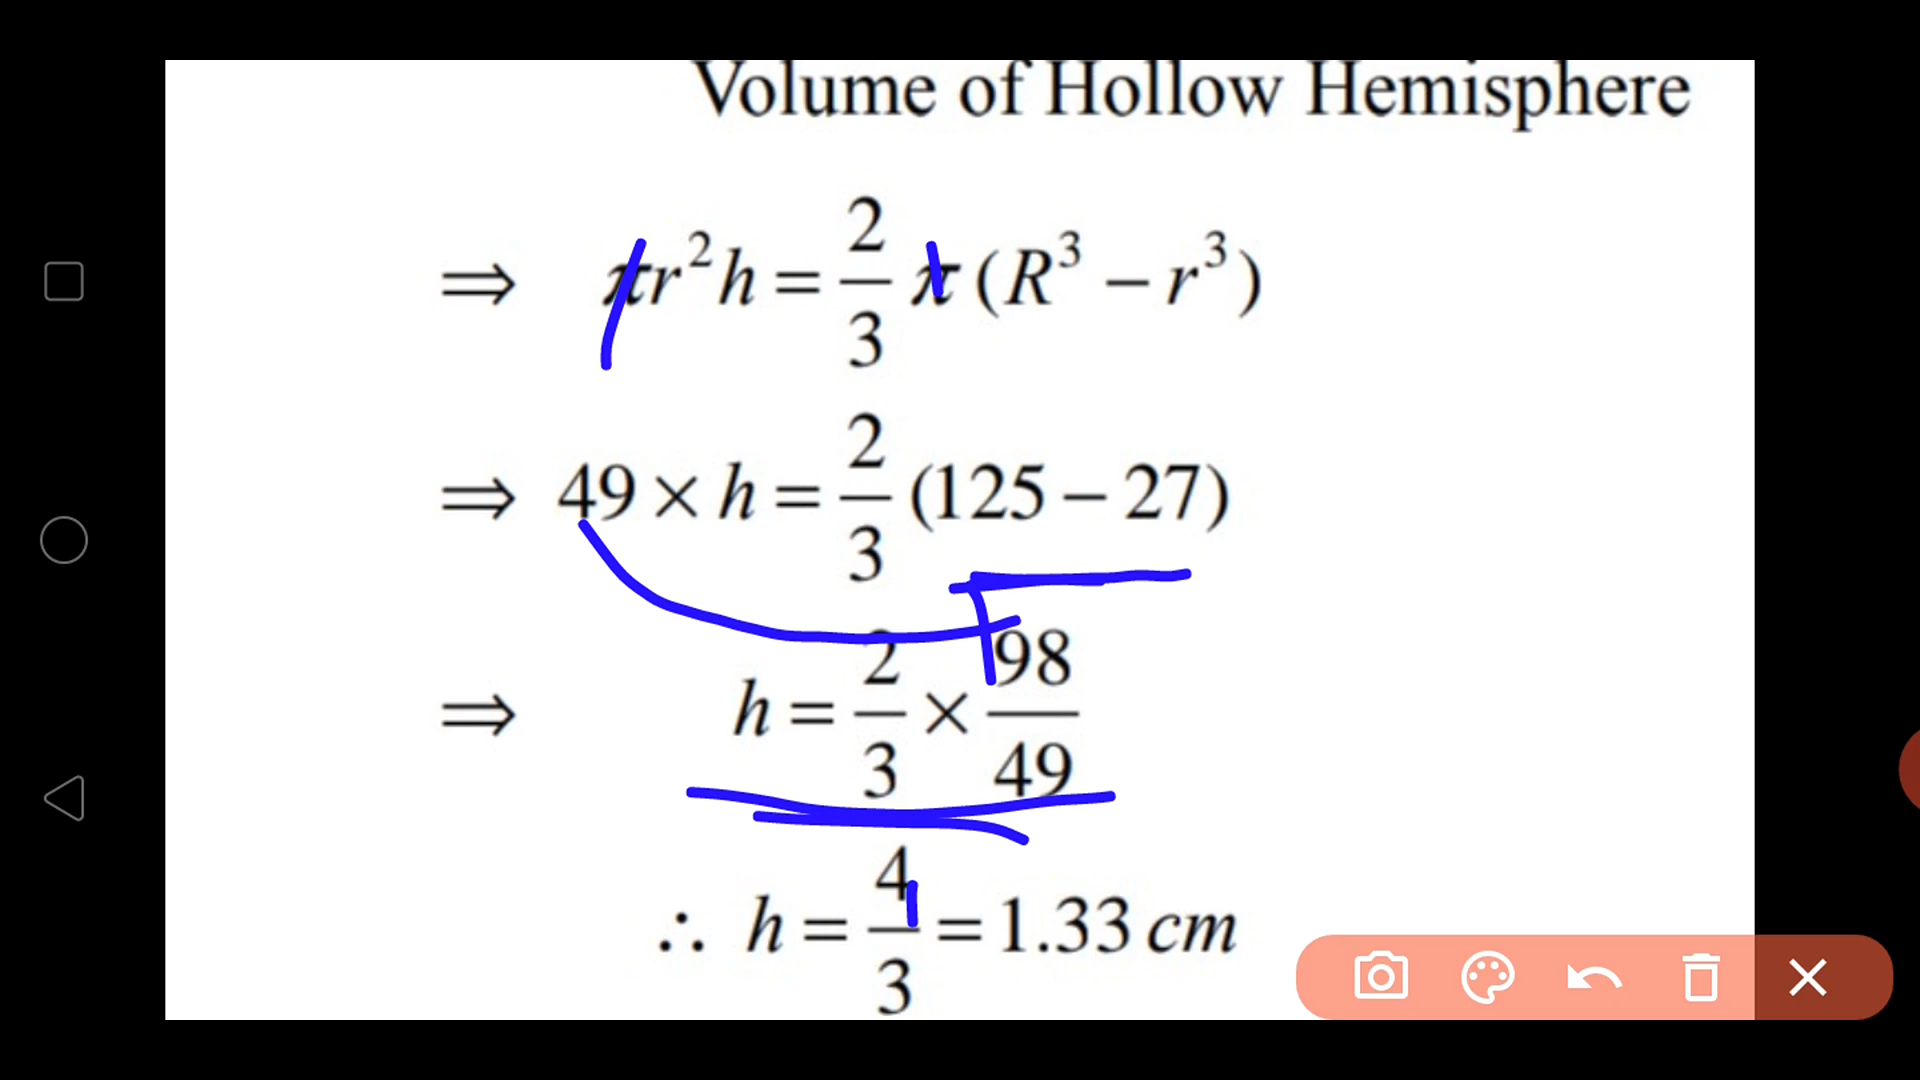 Volume of Hollow Hemisphere
⇒ πr²h = 2/3 π (R³ − r³)
⇒ 49 × h = 2/3 (125 − 27)
⇒ h = 2/3 × 98/49
∴ h = 4/3 = 1.33 cm